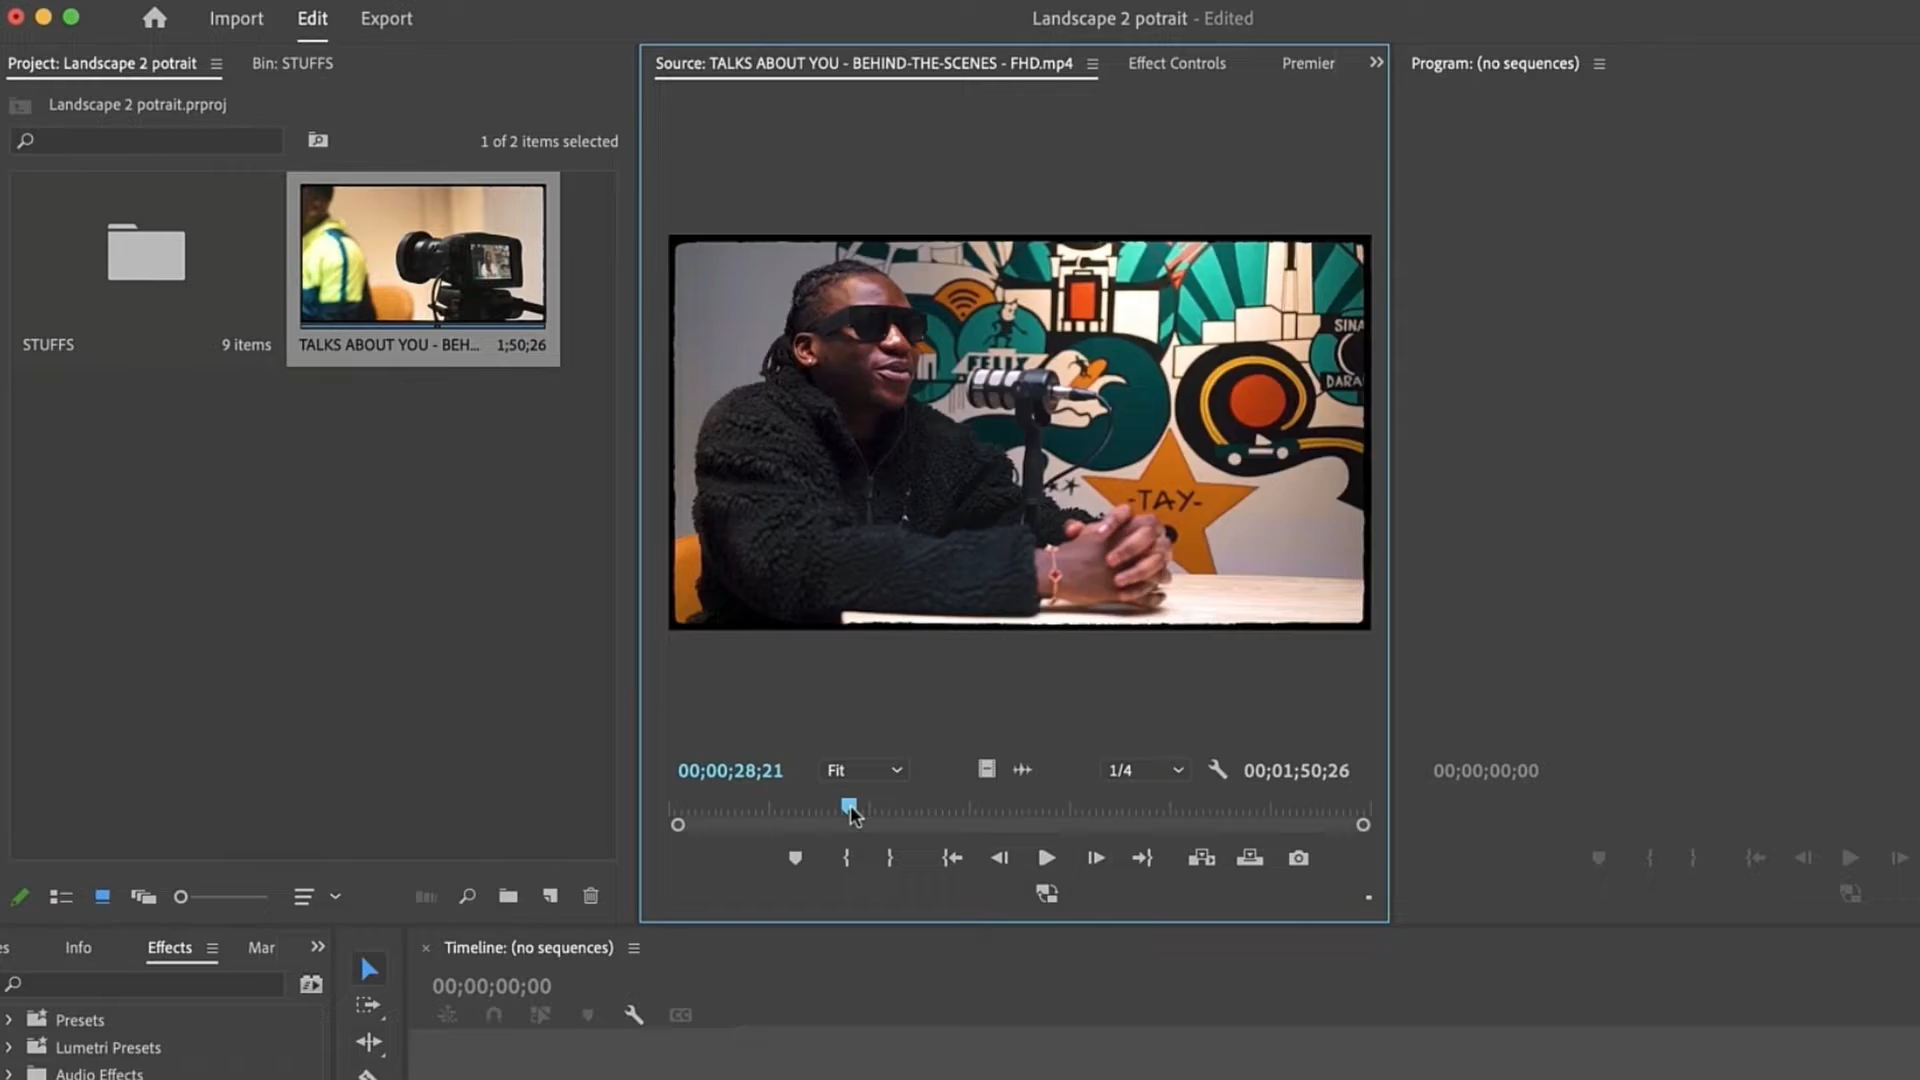 Import Edit Export
Landscape 2 potrait - Edited
Project: Landscape 2 potrait Bin: STUFFS
Source: TALKS ABOUT YOU - BEHIND-THE-SCENES - FHD.mp4 Effect Controls Premier
Program: (no sequences)
Landscape 2 potrait.prproj
1 of 2 items selected
STUFFS 9 items
TALKS ABOUT YOU - BEH... 1;50;26
FELIX
SINA
DARA
-TAY-
00;00;28;21 Fit 1/4 00;01;50;26
00;00;00;00
Info Effects Mar
Timeline: (no sequences)
00;00;00;00
CC
Presets
Lumetri Presets
Audio Effects